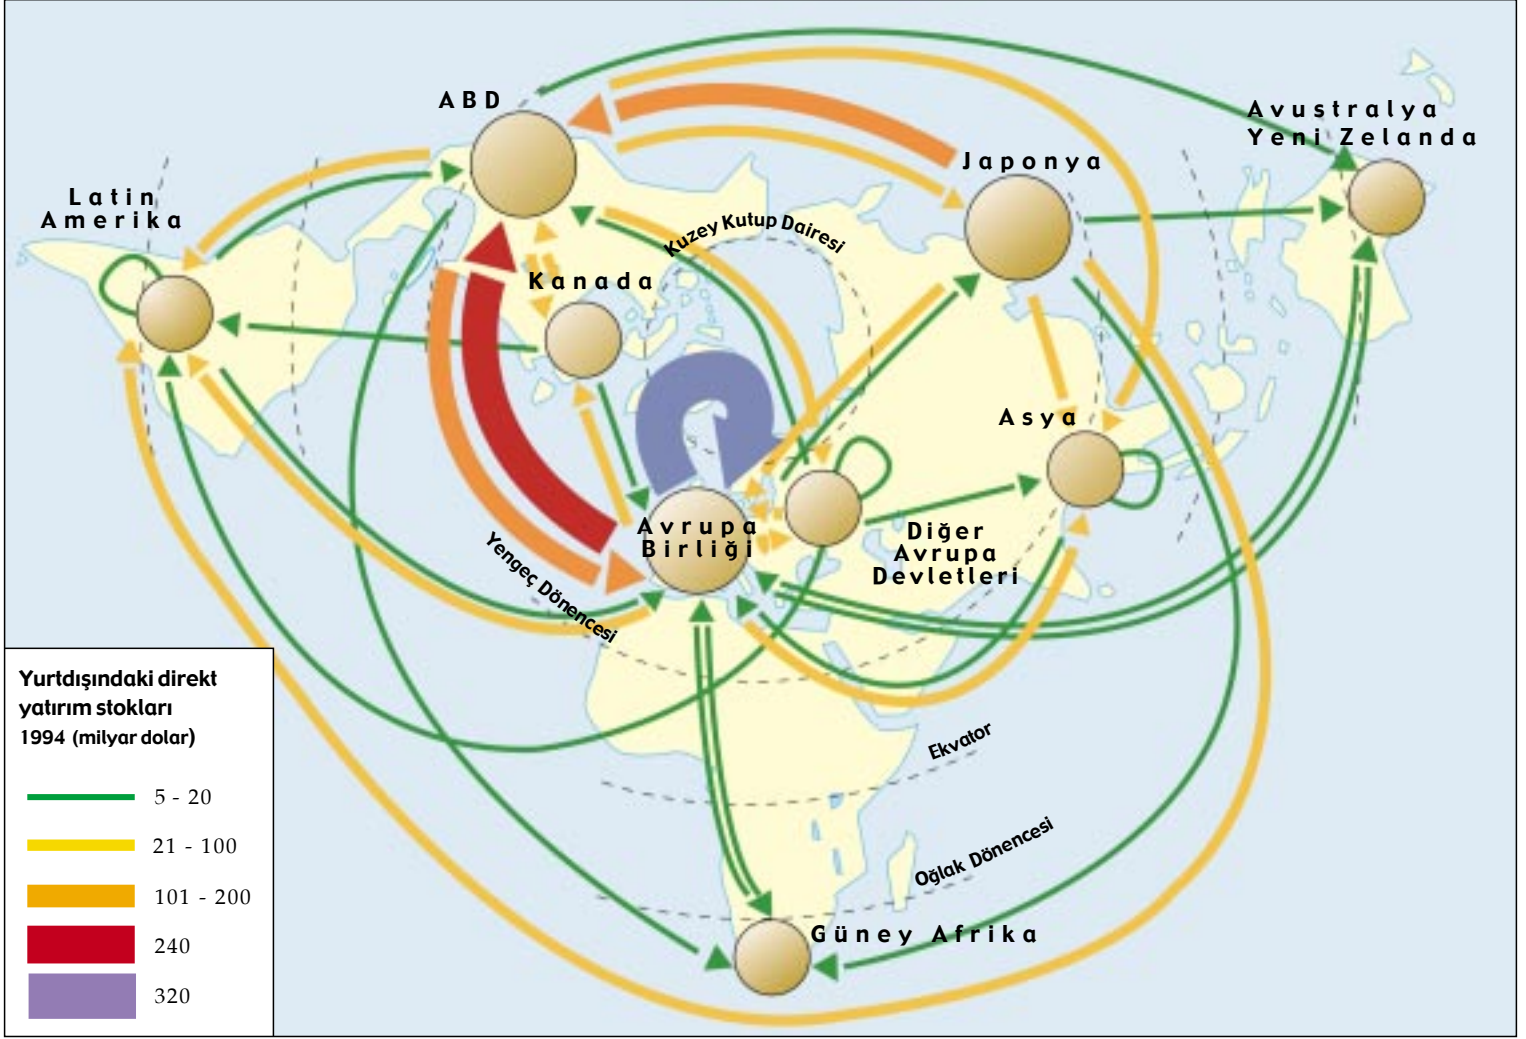 ABD
Avustralya
Yeni Zelanda
Japonya
Latin
Amerika
Kuzey Kutup Dairesi
Kanada
Asya
Avrupa
Birliği
Diğer
Avrupa
Devletleri
Yengeç Dönencesi
Ekvator
Oğlak Dönencesi
Güney Afrika
Yurtdışındaki direkt
yatırım stokları
1994 (milyar dolar)
5 - 20
21 - 100
101 - 200
240
320